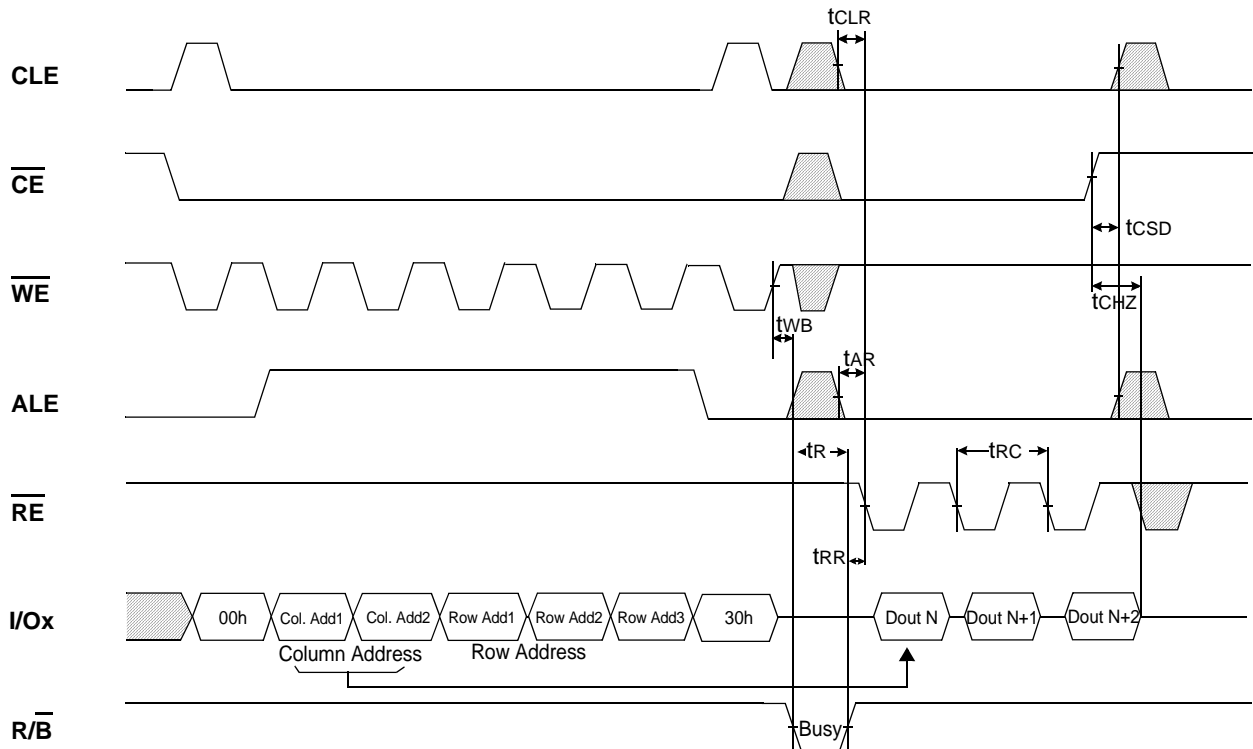 tCLR
CLE
CE
tCSD
WE
tCHZ
tWB
tAR
ALE
tR
tRC
RE
tRR
I/Ox
00h
Col. Add1
Col. Add2
Row Add1
Row Add2
Row Add3
30h
Dout N
Dout N+1
Dout N+2
Column Address
Row Address
R/B
Busy